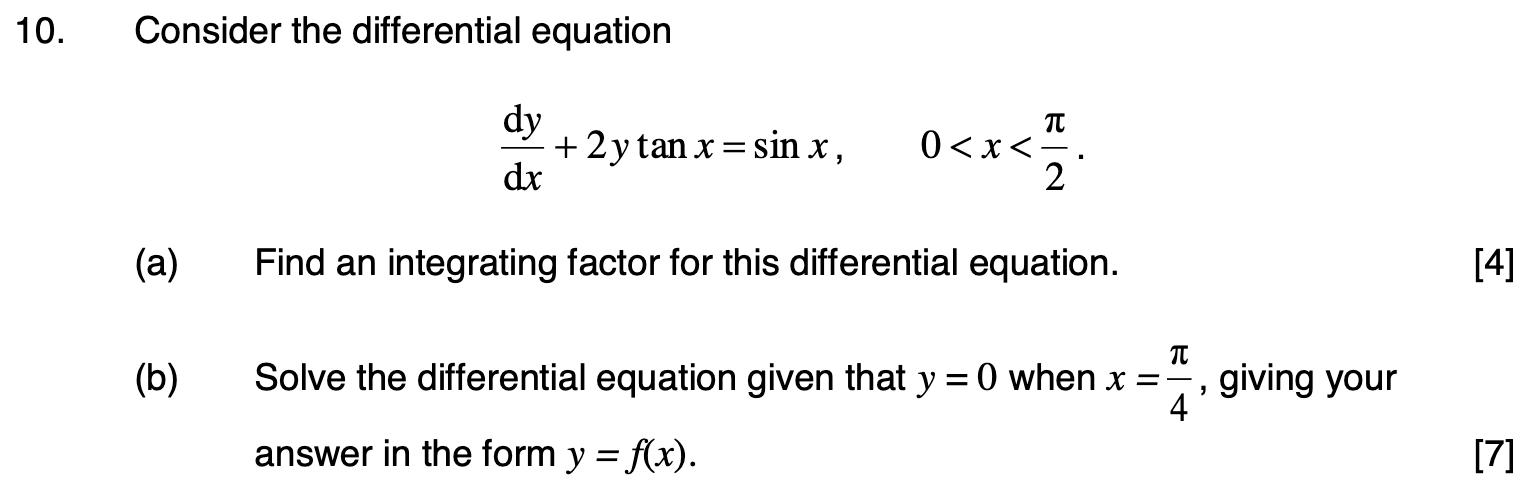 10. Consider the differential equation
dy/dx + 2y tan x = sin x, 0 < x < π/2.
(a) Find an integrating factor for this differential equation. [4]
(b) Solve the differential equation given that y = 0 when x = π/4, giving your
answer in the form y = f(x). [7]